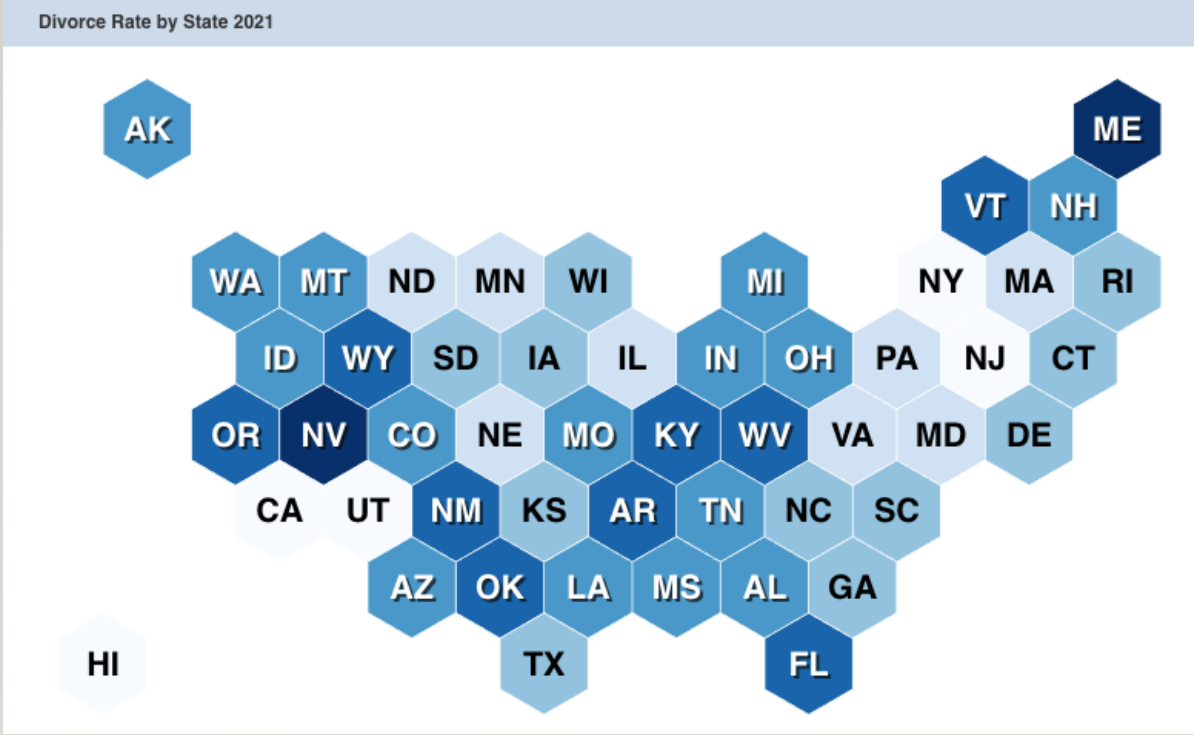 Divorce Rate by State 2021
AK
ME
VT NH
WA MT ND MN WI MI NY MA RI
ID WY SD IA IL IN OH PA NJ CT
OR NV CO NE MO KY WV VA MD DE
CA UT NM KS AR TN NC SC
AZ OK LA MS AL GA
HI TX FL